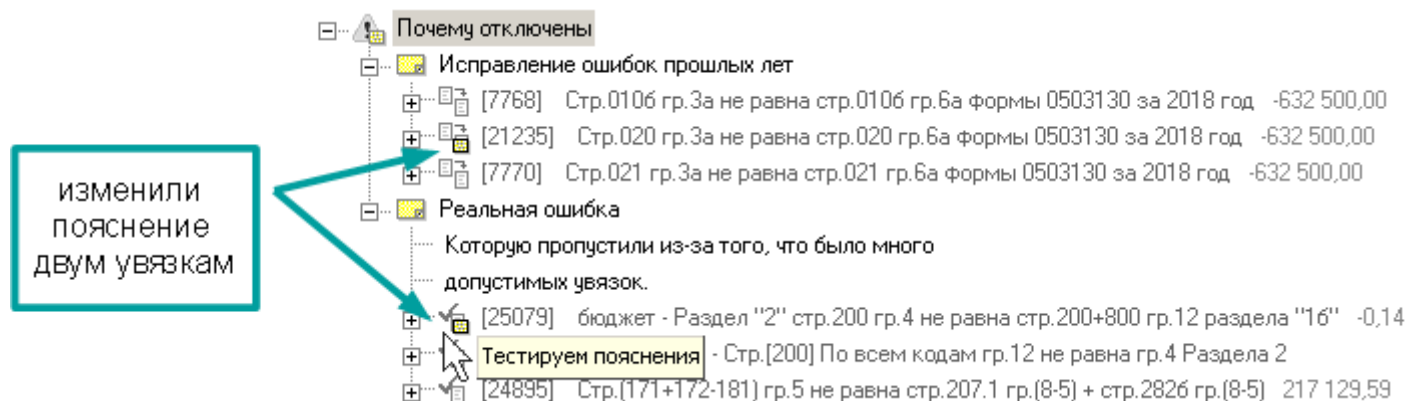 Почему отключены
Исправление ошибок прошлых лет
[7768] Стр.010б гр.3а не равна стр.010б гр.6а формы 0503130 за 2018 год -632 500,00
[21235] Стр.020 гр.3а не равна стр.020 гр.6а формы 0503130 за 2018 год -632 500,00
[7770] Стр.021 гр.3а не равна стр.021 гр.6а формы 0503130 за 2018 год -632 500,00
изменили
пояснение
двум увязкам
Реальная ошибка
Которую пропустили из-за того, что было много
допустимых увязок.
[25079] бюджет - Раздел "2" стр.200 гр.4 не равна стр.200+800 гр.12 раздела "1б" -0,14
Тестируем пояснения - Стр.[200] По всем кодам гр.12 не равна гр.4 Раздела 2
[24895] Стр.(171+172-181) гр.5 не равна стр.207.1 гр.(8-5) + стр.282б гр.(8-5) 217 129,59